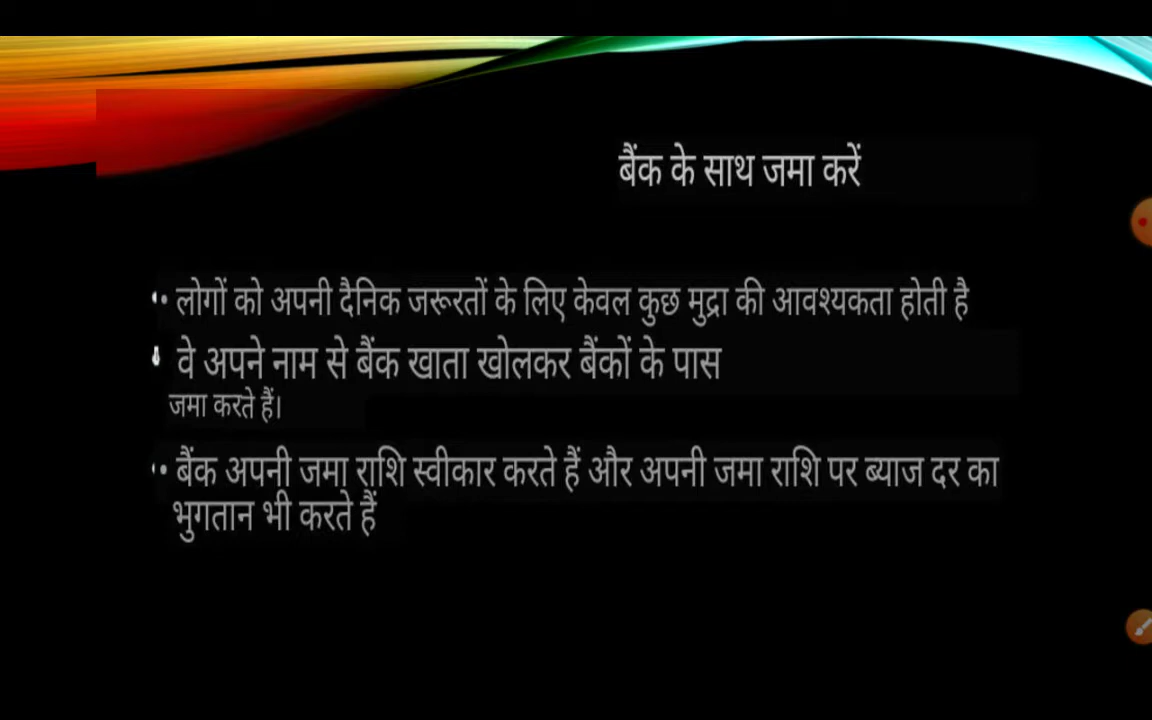 बैंक के साथ जमा करें
•• लोगों को अपनी दैनिक जरूरतों के लिए केवल कुछ मुद्रा की आवश्यकता होती है
वे अपने नाम से बैंक खाता खोलकर बैंकों के पास
जमा करते हैं।
•• बैंक अपनी जमा राशि स्वीकार करते हैं और अपनी जमा राशि पर ब्याज दर का
भुगतान भी करते हैं